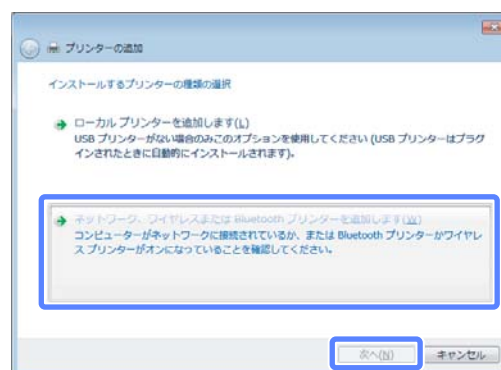 プリンターの追加
インストールするプリンターの種類の選択
ローカル プリンターを追加します(L)
USB プリンターがない場合のみこのオプションを使用してください (USB プリンターはプラグ
インされたときに自動的にインストールされます)。
ネットワーク、ワイヤレスまたは Bluetooth プリンターを追加します(W)
コンピューターがネットワークに接続されているか、または Bluetooth プリンターかワイヤレ
ス プリンターがオンになっていることを確認してください。
次へ(N)
キャンセル